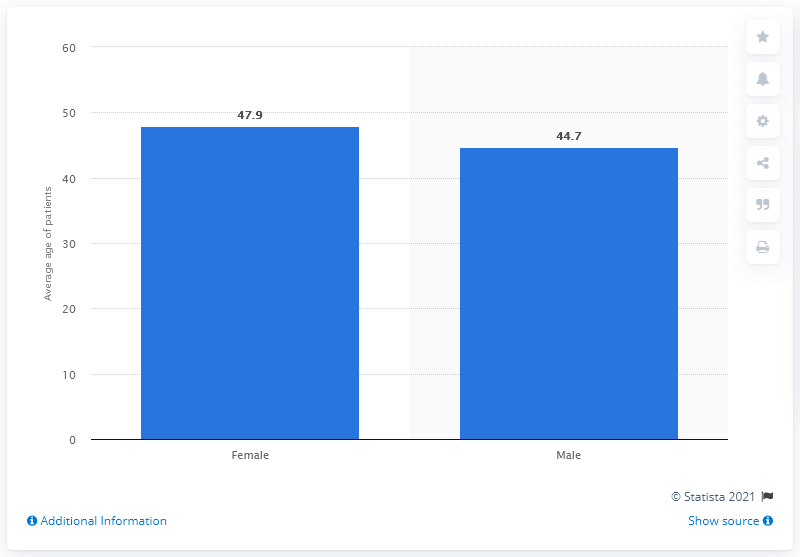 60
50
40
30
20
10
0
Average age of patients
47.9
44.7
Female
Male
© Statista 2021
Additional Information
Show source